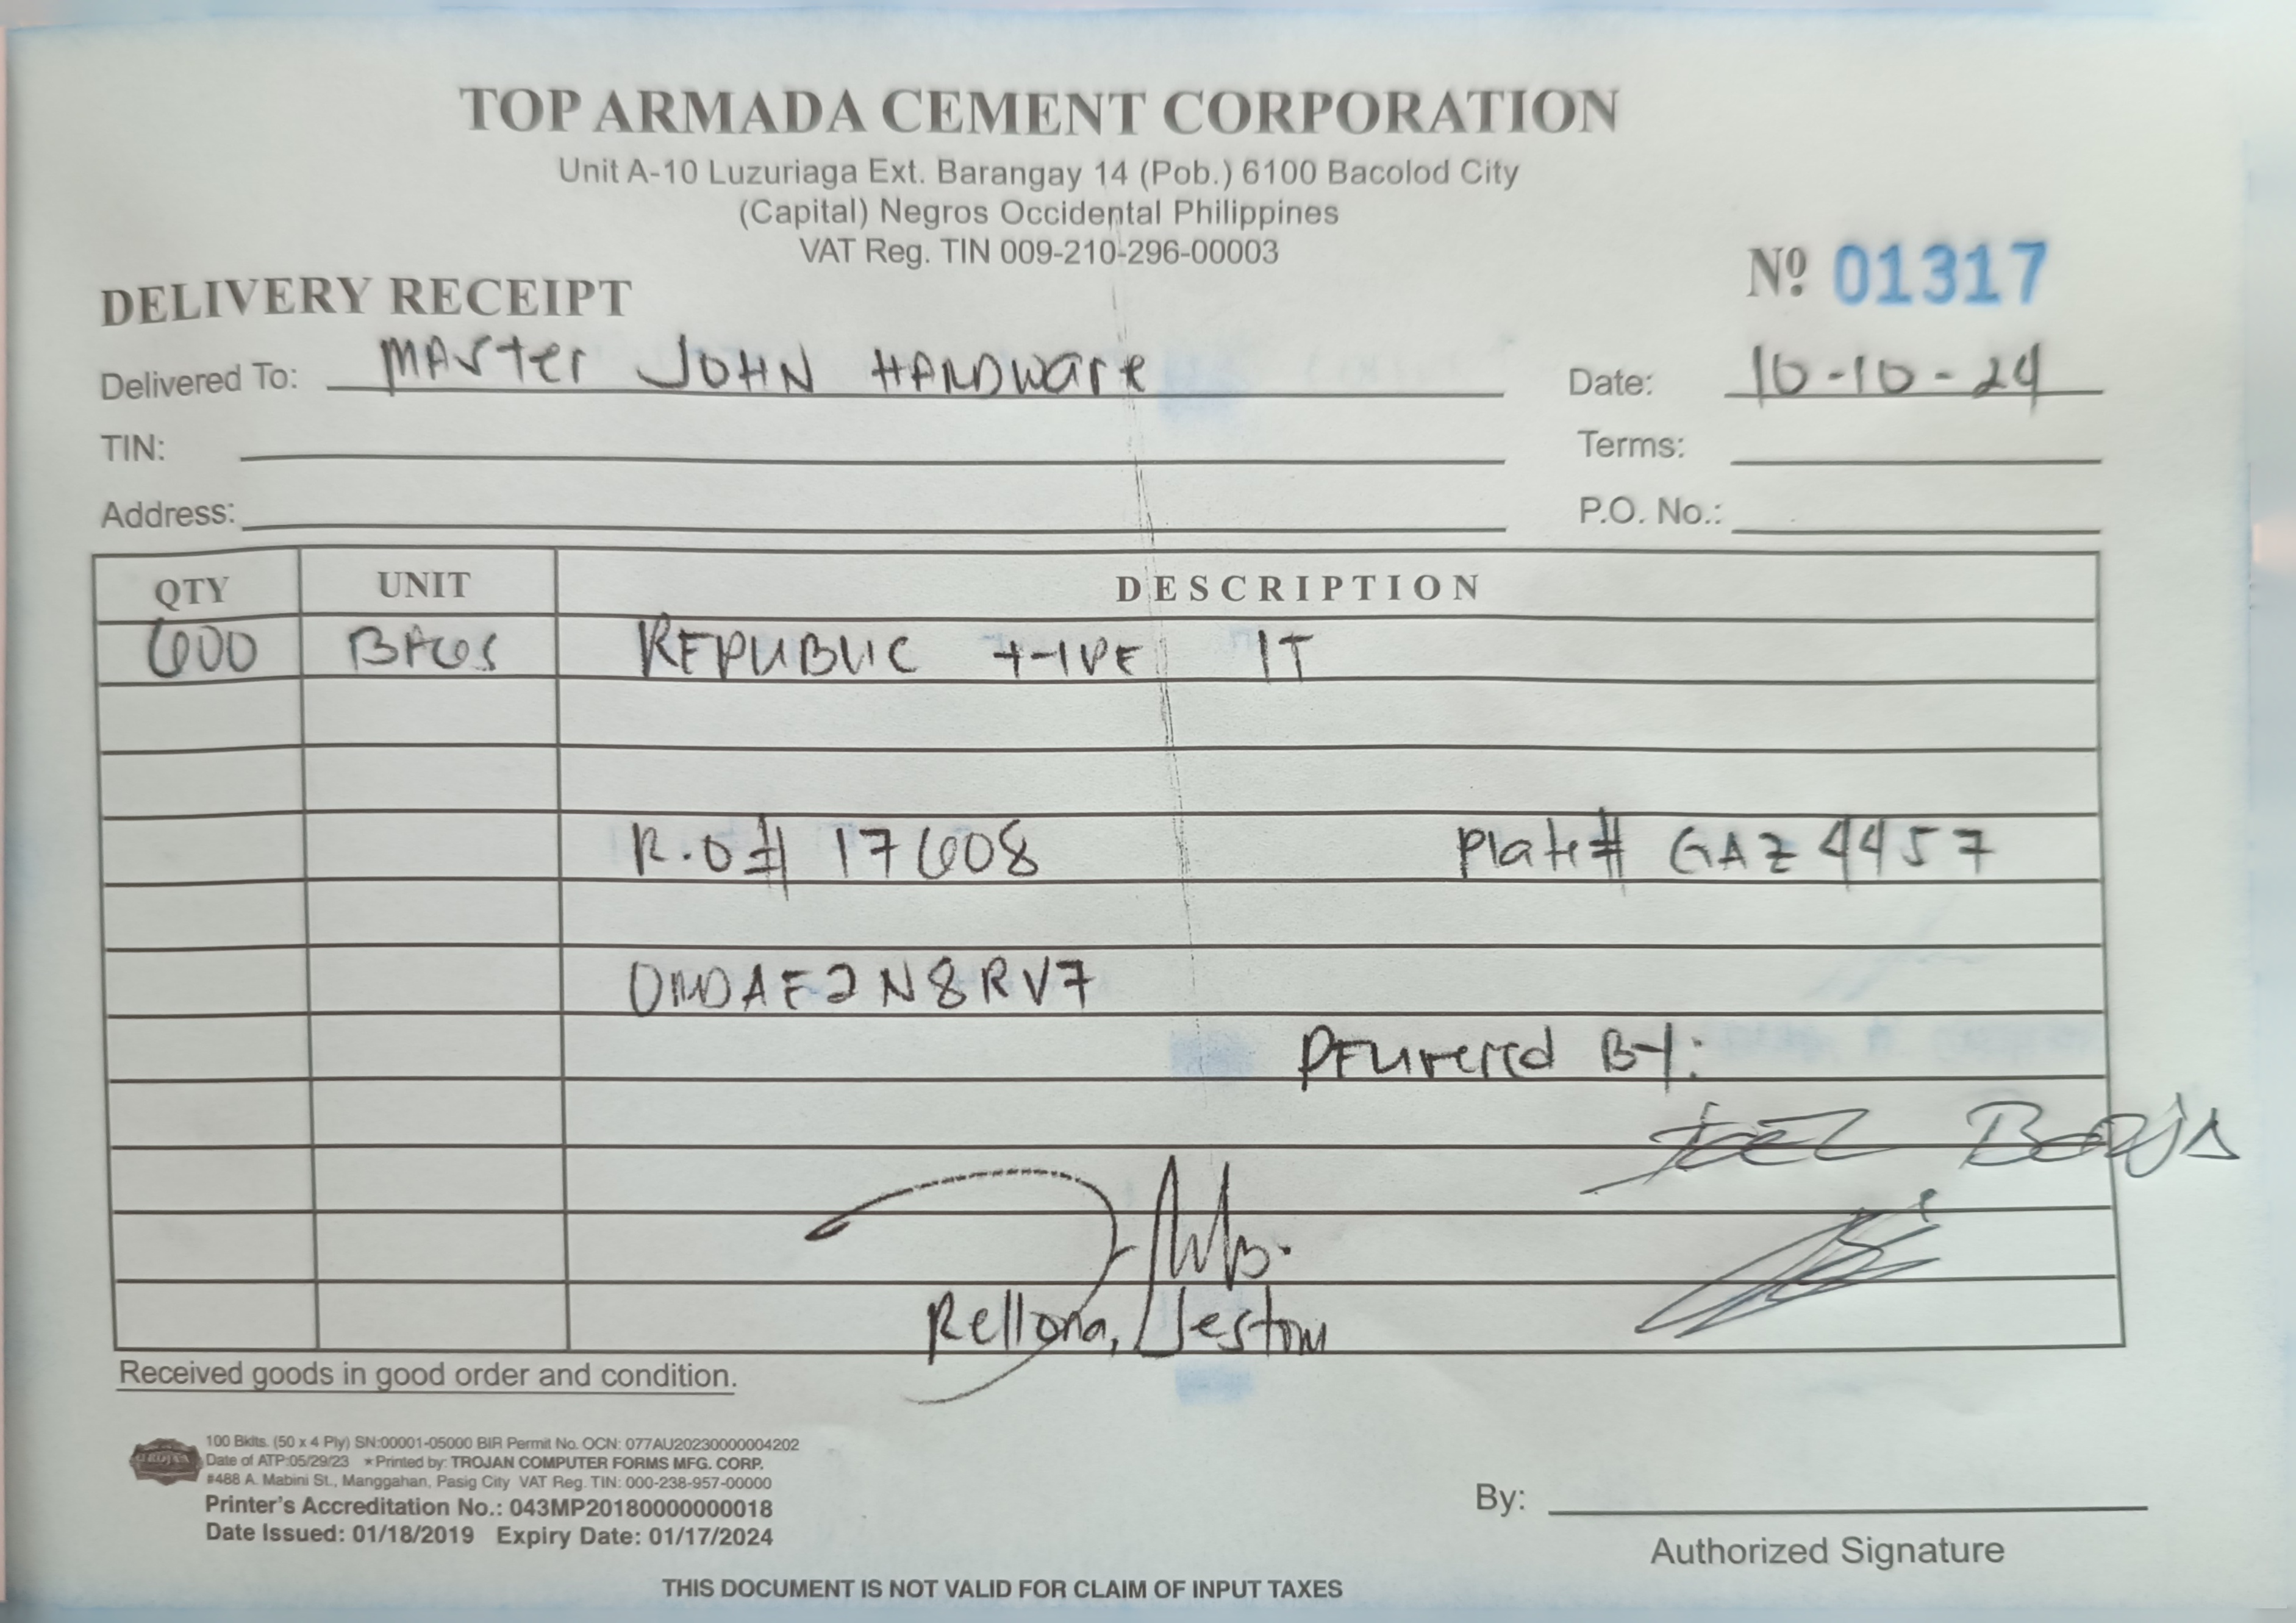 TOP ARMADA CEMENT CORPORATION
Unit A-10 Luzuriaga Ext. Barangay 14 (Pob.) 6100 Bacolod City
(Capital) Negros Occidental Philippines
VAT Reg. TIN 009-210-296-00003
Nº 01317
DELIVERY RECEIPT
Delivered To: MASter JOHN HARDWare Date: 10-10-24
TIN: Terms:
Address: P.O. No.:
QTY UNIT DESCRIPTION
600 BAGS REPUBLIC TYPE IT
R.O# 17608 Plate# GAZ 4457
DELIVered BY:
Rellona, Jestoni
Received goods in good order and condition.
TROJAN
100 Bklts. (50 x 4 Ply) SN:00001-05000 BIR Permit No. OCN: 077AU20230000004202
Date of ATP:05/29/23 ★Printed by: TROJAN COMPUTER FORMS MFG. CORP.
#488 A. Mabini St., Manggahan, Pasig City VAT Reg. TIN: 000-238-957-00000
Printer's Accreditation No.: 043MP20180000000018
Date Issued: 01/18/2019 Expiry Date: 01/17/2024
By:
Authorized Signature
THIS DOCUMENT IS NOT VALID FOR CLAIM OF INPUT TAXES